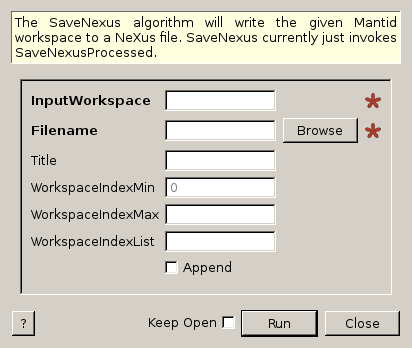 The SaveNexus algorithm will write the given Mantid
workspace to a NeXus file. SaveNexus currently just invokes
SaveNexusProcessed.
InputWorkspace
Filename Browse
Title
WorkspaceIndexMin 0
WorkspaceIndexMax
WorkspaceIndexList
Append
? Keep Open Run Close